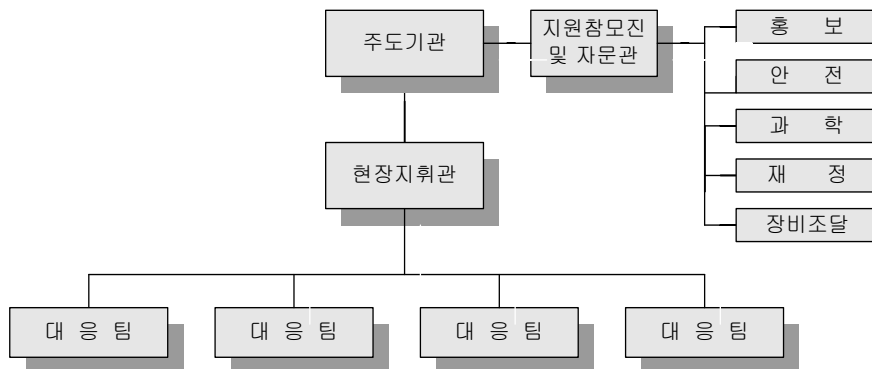 주도기관
지원참모진
및 자문관
홍 보
안 전
과 학
재 정
장비조달
현장지휘관
대 응 팀
대 응 팀
대 응 팀
대 응 팀